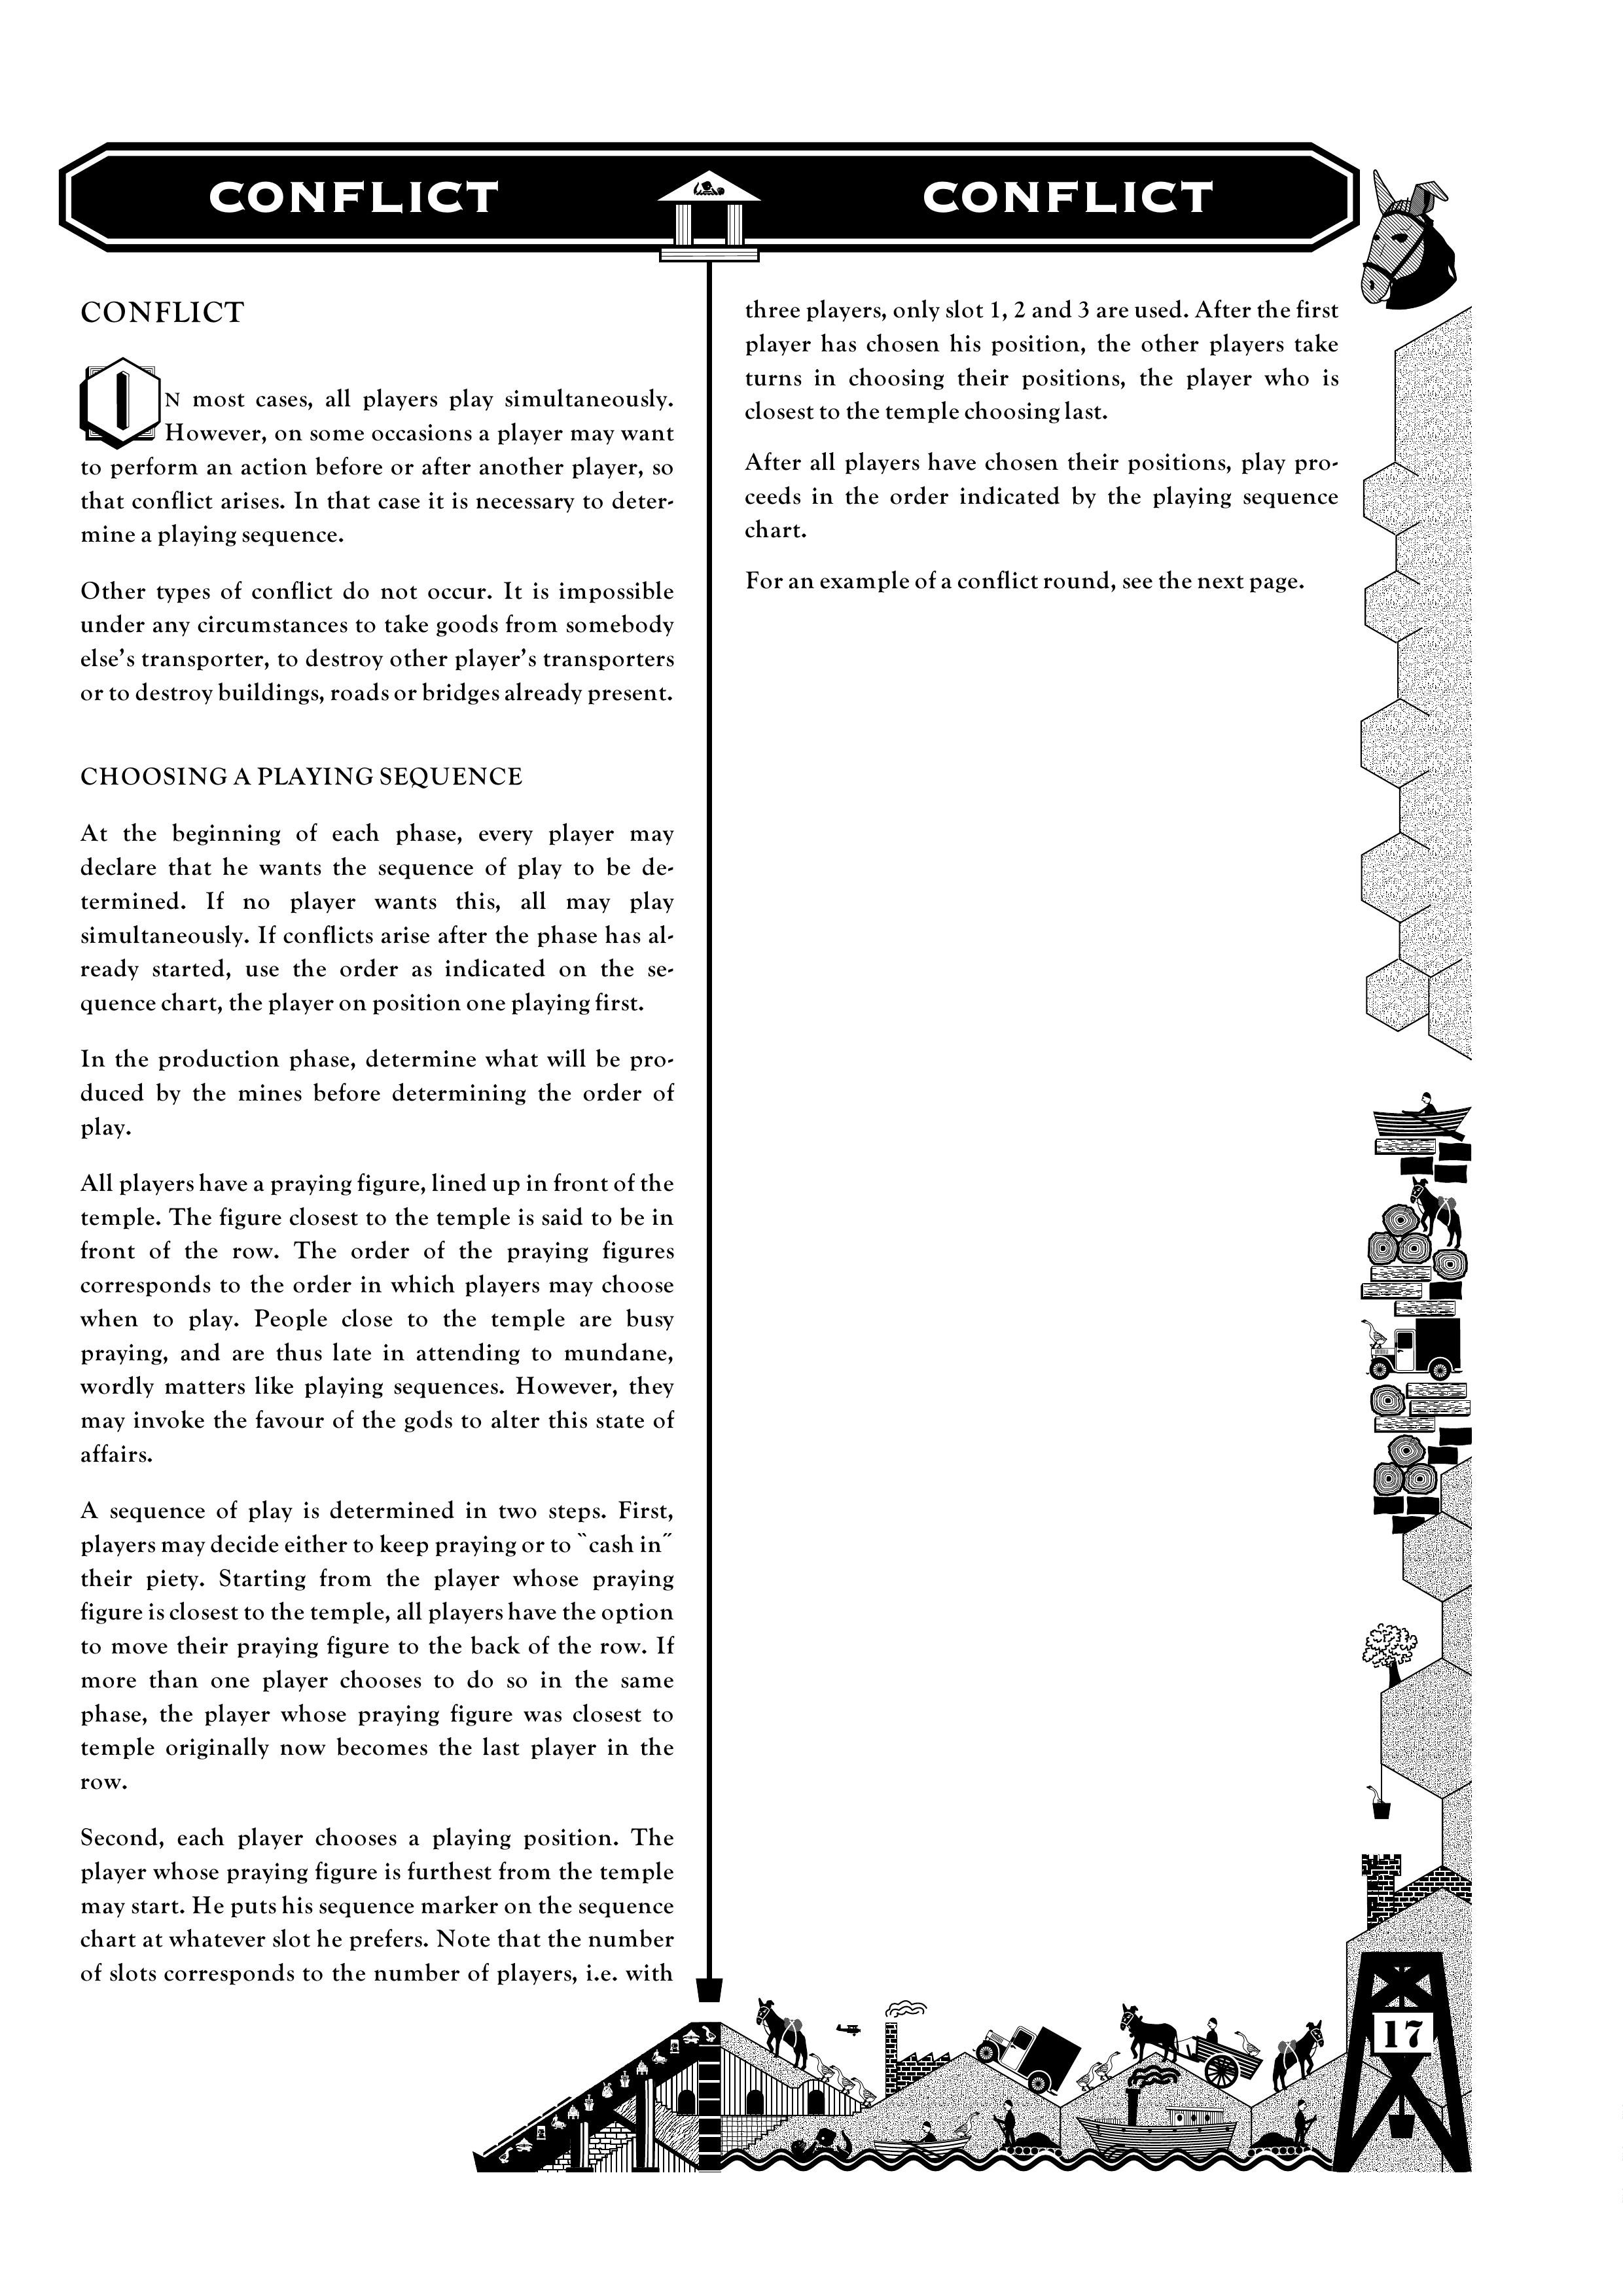 CONFLICT CONFLICT
CONFLICT
IN most cases, all players play simultaneously.
However, on some occasions a player may want
to perform an action before or after another player, so
that conflict arises. In that case it is necessary to deter-
mine a playing sequence.
Other types of conflict do not occur. It is impossible
under any circumstances to take goods from somebody
else's transporter, to destroy other player's transporters
or to destroy buildings, roads or bridges already present.
CHOOSING A PLAYING SEQUENCE
At the beginning of each phase, every player may
declare that he wants the sequence of play to be de-
termined. If no player wants this, all may play
simultaneously. If conflicts arise after the phase has al-
ready started, use the order as indicated on the se-
quence chart, the player on position one playing first.
In the production phase, determine what will be pro-
duced by the mines before determining the order of
play.
All players have a praying figure, lined up in front of the
temple. The figure closest to the temple is said to be in
front of the row. The order of the praying figures
corresponds to the order in which players may choose
when to play. People close to the temple are busy
praying, and are thus late in attending to mundane,
wordly matters like playing sequences. However, they
may invoke the favour of the gods to alter this state of
affairs.
A sequence of play is determined in two steps. First,
players may decide either to keep praying or to ``cash in˝
their piety. Starting from the player whose praying
figure is closest to the temple, all players have the option
to move their praying figure to the back of the row. If
more than one player chooses to do so in the same
phase, the player whose praying figure was closest to
temple originally now becomes the last player in the
row.
Second, each player chooses a playing position. The
player whose praying figure is furthest from the temple
may start. He puts his sequence marker on the sequence
chart at whatever slot he prefers. Note that the number
of slots corresponds to the number of players, i.e. with
three players, only slot 1, 2 and 3 are used. After the first
player has chosen his position, the other players take
turns in choosing their positions, the player who is
closest to the temple choosing last.
After all players have chosen their positions, play pro-
ceeds in the order indicated by the playing sequence
chart.
For an example of a conflict round, see the next page.
17